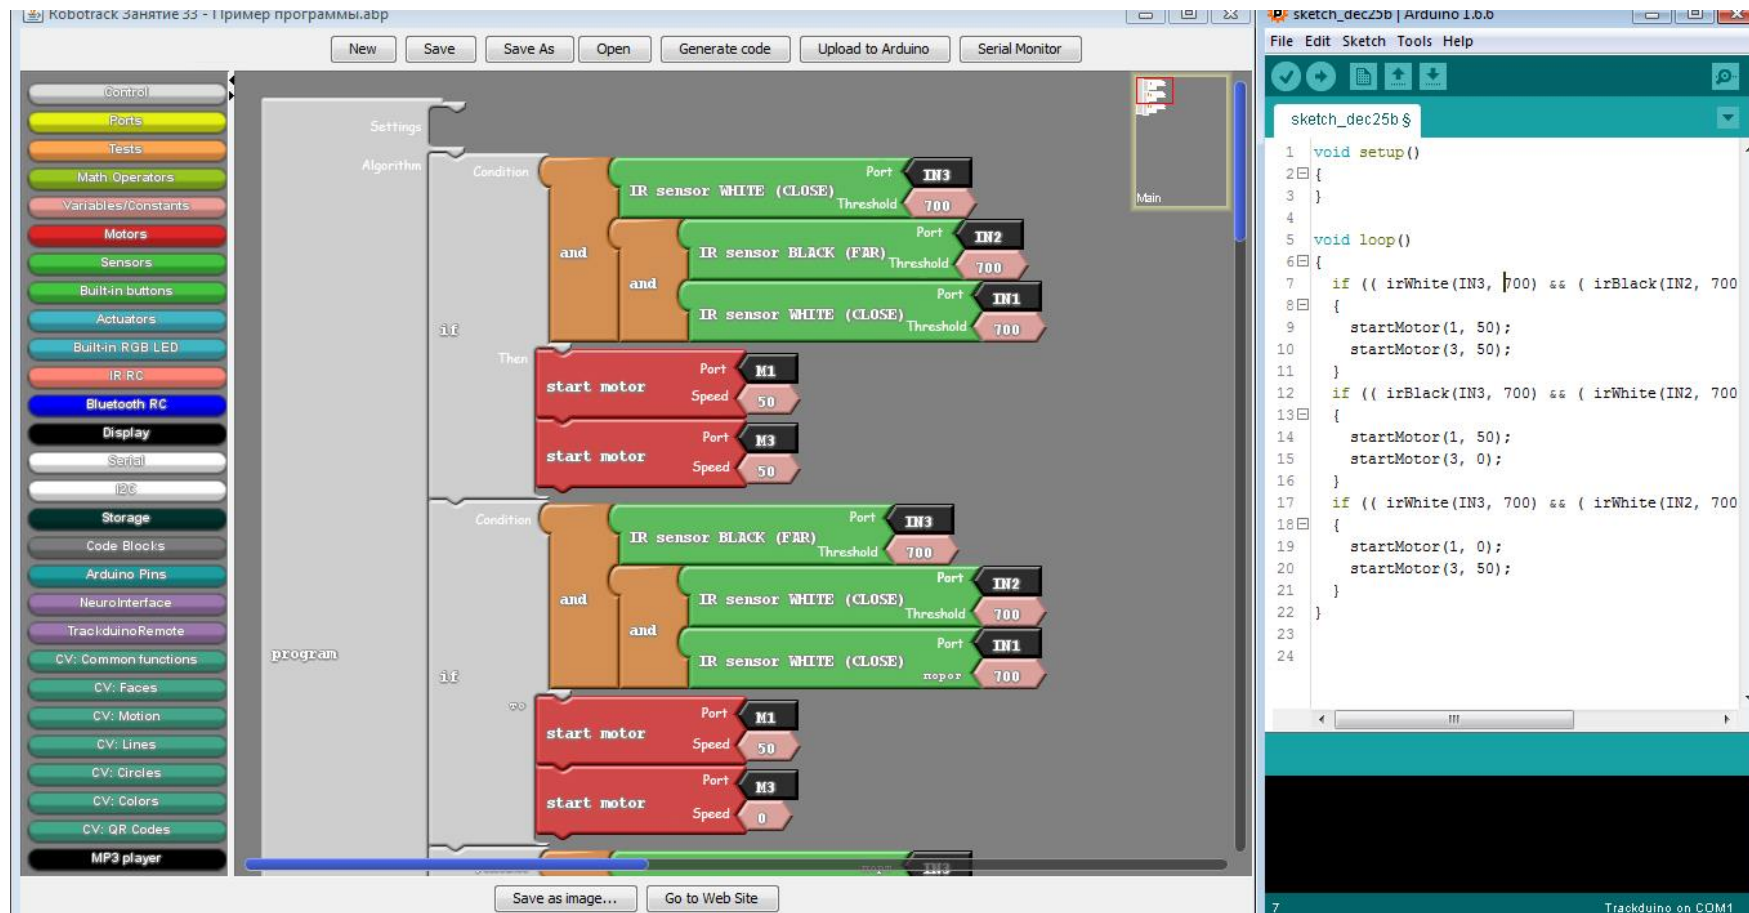 Robotrack Занятие 33 - Пример программы.abp
New Save Save As Open Generate code Upload to Arduino Serial Monitor
Control
Ports
Tests
Math Operators
Variables/Constants
Motors
Sensors
Built-in buttons
Actuators
Built-in RGB LED
IR RC
Bluetooth RC
Display
Serial
I2C
Storage
Code Blocks
Arduino Pins
NeuroInterface
TrackduinoRemote
CV: Common functions
CV: Faces
CV: Motion
CV: Lines
CV: Circles
CV: Colors
CV: QR Codes
MP3 player
program
Settings
Algorithm
if
Condition
and
IR sensor WHITE (CLOSE) Port IN3
Threshold 700
and
IR sensor BLACK (FAR) Port IN2
Threshold 700
IR sensor WHITE (CLOSE) Port IN1
Threshold 700
Then
start motor Port M1
Speed 50
start motor Port M3
Speed 50
if
Condition
and
IR sensor BLACK (FAR) Port IN3
Threshold 700
and
IR sensor WHITE (CLOSE) Port IN2
Threshold 700
IR sensor WHITE (CLOSE) Port IN1
порог 700
то
start motor Port M1
Speed 50
start motor Port M3
Speed 0
порт IN3
Main
Save as image... Go to Web Site
sketch_dec25b | Arduino 1.6.6
File Edit Sketch Tools Help
sketch_dec25b §
1 void setup()
2 {
3 }
4
5 void loop()
6 {
7 if (( irWhite(IN3, 700) && ( irBlack(IN2, 700
8 {
9 startMotor(1, 50);
10 startMotor(3, 50);
11 }
12 if (( irBlack(IN3, 700) && ( irWhite(IN2, 700
13 {
14 startMotor(1, 50);
15 startMotor(3, 0);
16 }
17 if (( irWhite(IN3, 700) && ( irWhite(IN2, 700
18 {
19 startMotor(1, 0);
20 startMotor(3, 50);
21 }
22 }
23
24
7 Trackduino on COM1